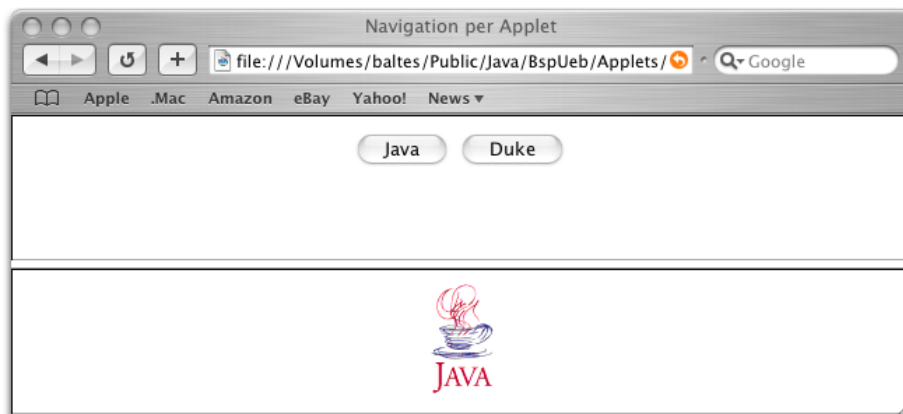 Navigation per Applet
file:///Volumes/baltes/Public/Java/BspUeb/Applets/ Google
Apple .Mac Amazon eBay Yahoo! News
Java Duke
JAVA